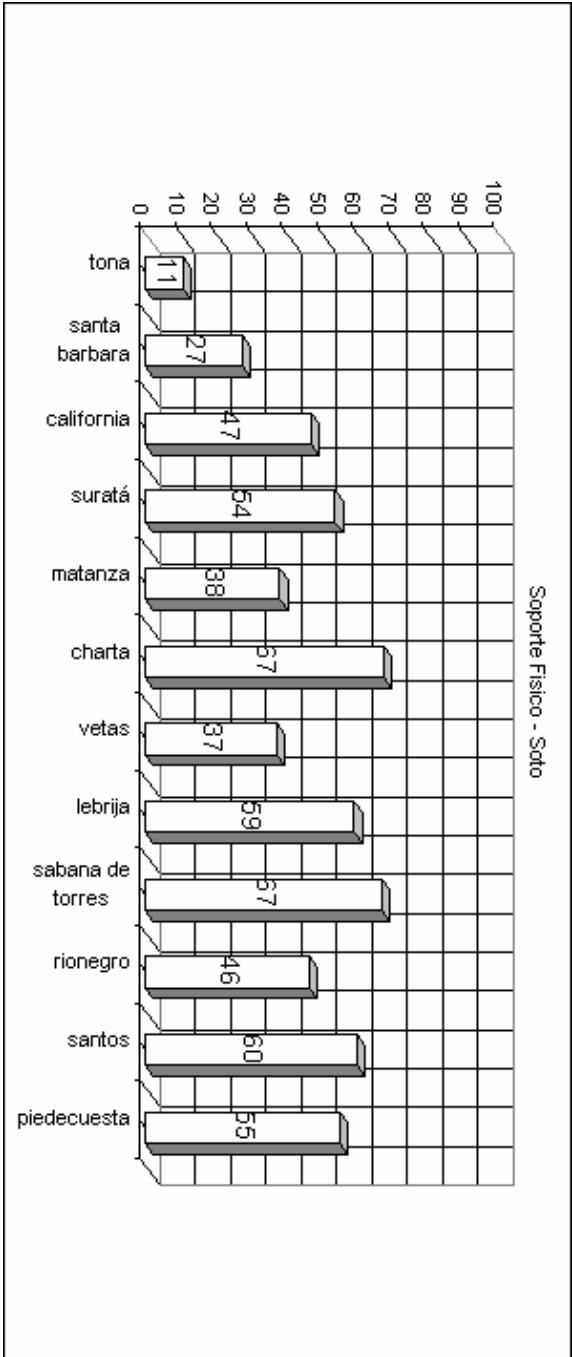 Soporte Fisico - Soto
100
90
80
70
60
50
40
30
20
10
0
11
27
47
54
38
67
37
59
67
46
60
55
tona
santa
barbara
california
suratá
matanza
charta
vetas
lebrija
sabana de
torres
rionegro
santos
piedecuesta